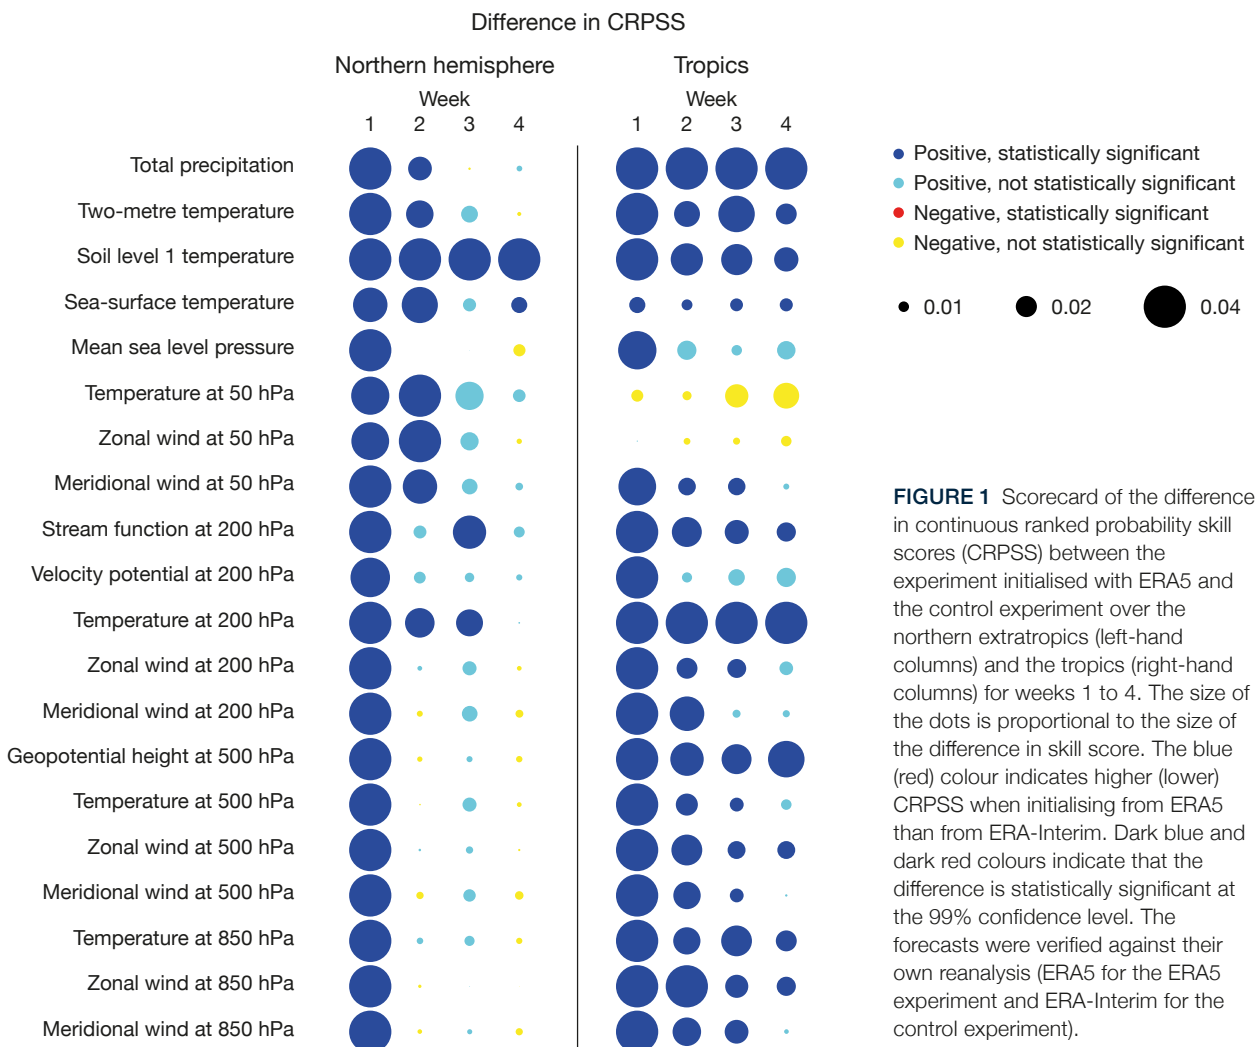 Difference in CRPSS
Northern hemisphere
Tropics
Week
Week
1 2 3 4
1 2 3 4
Total precipitation
Two-metre temperature
Soil level 1 temperature
Sea-surface temperature
Mean sea level pressure
Temperature at 50 hPa
Zonal wind at 50 hPa
Meridional wind at 50 hPa
Stream function at 200 hPa
Velocity potential at 200 hPa
Temperature at 200 hPa
Zonal wind at 200 hPa
Meridional wind at 200 hPa
Geopotential height at 500 hPa
Temperature at 500 hPa
Zonal wind at 500 hPa
Meridional wind at 500 hPa
Temperature at 850 hPa
Zonal wind at 850 hPa
Meridional wind at 850 hPa
Positive, statistically significant
Positive, not statistically significant
Negative, statistically significant
Negative, not statistically significant
0.01 0.02 0.04
FIGURE 1 Scorecard of the difference
in continuous ranked probability skill
scores (CRPSS) between the
experiment initialised with ERA5 and
the control experiment over the
northern extratropics (left-hand
columns) and the tropics (right-hand
columns) for weeks 1 to 4. The size of
the dots is proportional to the size of
the difference in skill score. The blue
(red) colour indicates higher (lower)
CRPSS when initialising from ERA5
than from ERA-Interim. Dark blue and
dark red colours indicate that the
difference is statistically significant at
the 99% confidence level. The
forecasts were verified against their
own reanalysis (ERA5 for the ERA5
experiment and ERA-Interim for the
control experiment).